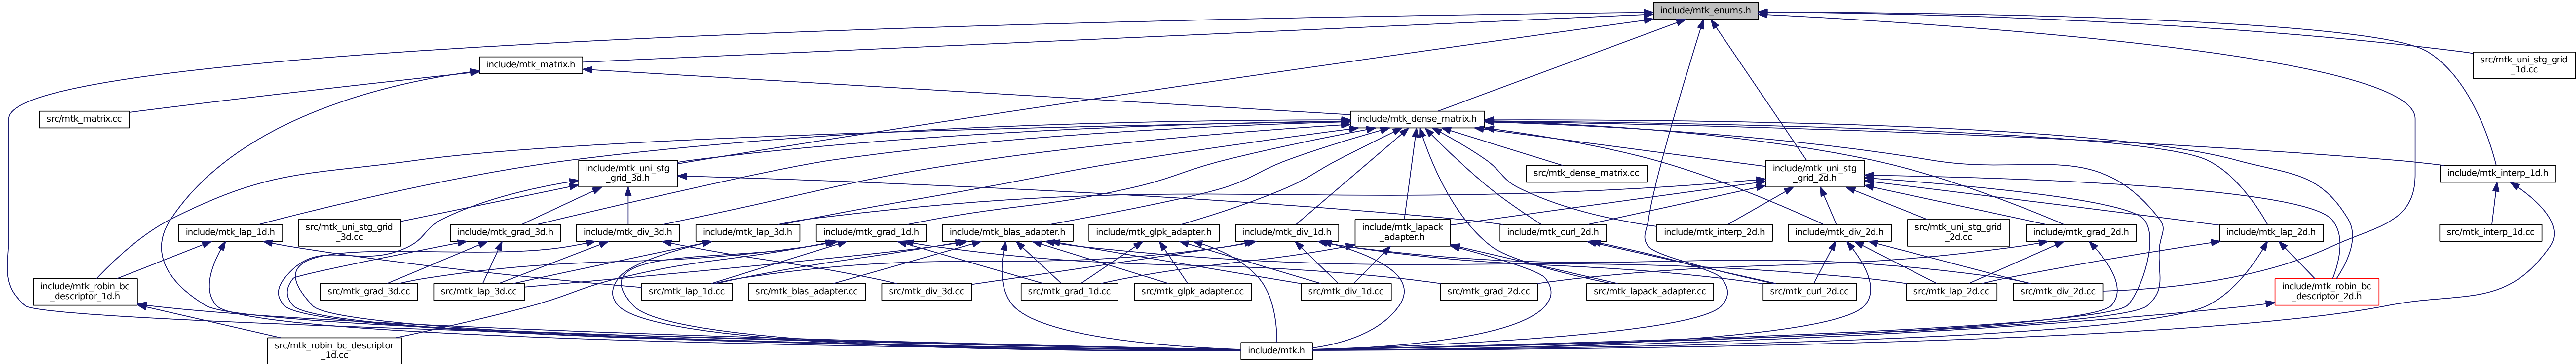 include/mtk_enums.h
include/mtk_matrix.h
src/mtk_uni_stg_grid
_1d.cc
src/mtk_matrix.cc
include/mtk_dense_matrix.h
include/mtk_uni_stg
_grid_3d.h
src/mtk_dense_matrix.cc
include/mtk_uni_stg
_grid_2d.h
include/mtk_interp_1d.h
include/mtk_lap_1d.h
src/mtk_uni_stg_grid
_3d.cc
include/mtk_grad_3d.h
include/mtk_div_3d.h
include/mtk_lap_3d.h
include/mtk_grad_1d.h
include/mtk_blas_adapter.h
include/mtk_glpk_adapter.h
include/mtk_div_1d.h
include/mtk_lapack
_adapter.h
include/mtk_curl_2d.h
include/mtk_interp_2d.h
include/mtk_div_2d.h
src/mtk_uni_stg_grid
_2d.cc
include/mtk_grad_2d.h
include/mtk_lap_2d.h
src/mtk_interp_1d.cc
include/mtk_robin_bc
_descriptor_1d.h
src/mtk_grad_3d.cc
src/mtk_lap_3d.cc
src/mtk_lap_1d.cc
src/mtk_blas_adapter.cc
src/mtk_div_3d.cc
src/mtk_grad_1d.cc
src/mtk_glpk_adapter.cc
src/mtk_div_1d.cc
src/mtk_grad_2d.cc
src/mtk_lapack_adapter.cc
src/mtk_curl_2d.cc
src/mtk_lap_2d.cc
src/mtk_div_2d.cc
include/mtk_robin_bc
_descriptor_2d.h
src/mtk_robin_bc_descriptor
_1d.cc
include/mtk.h